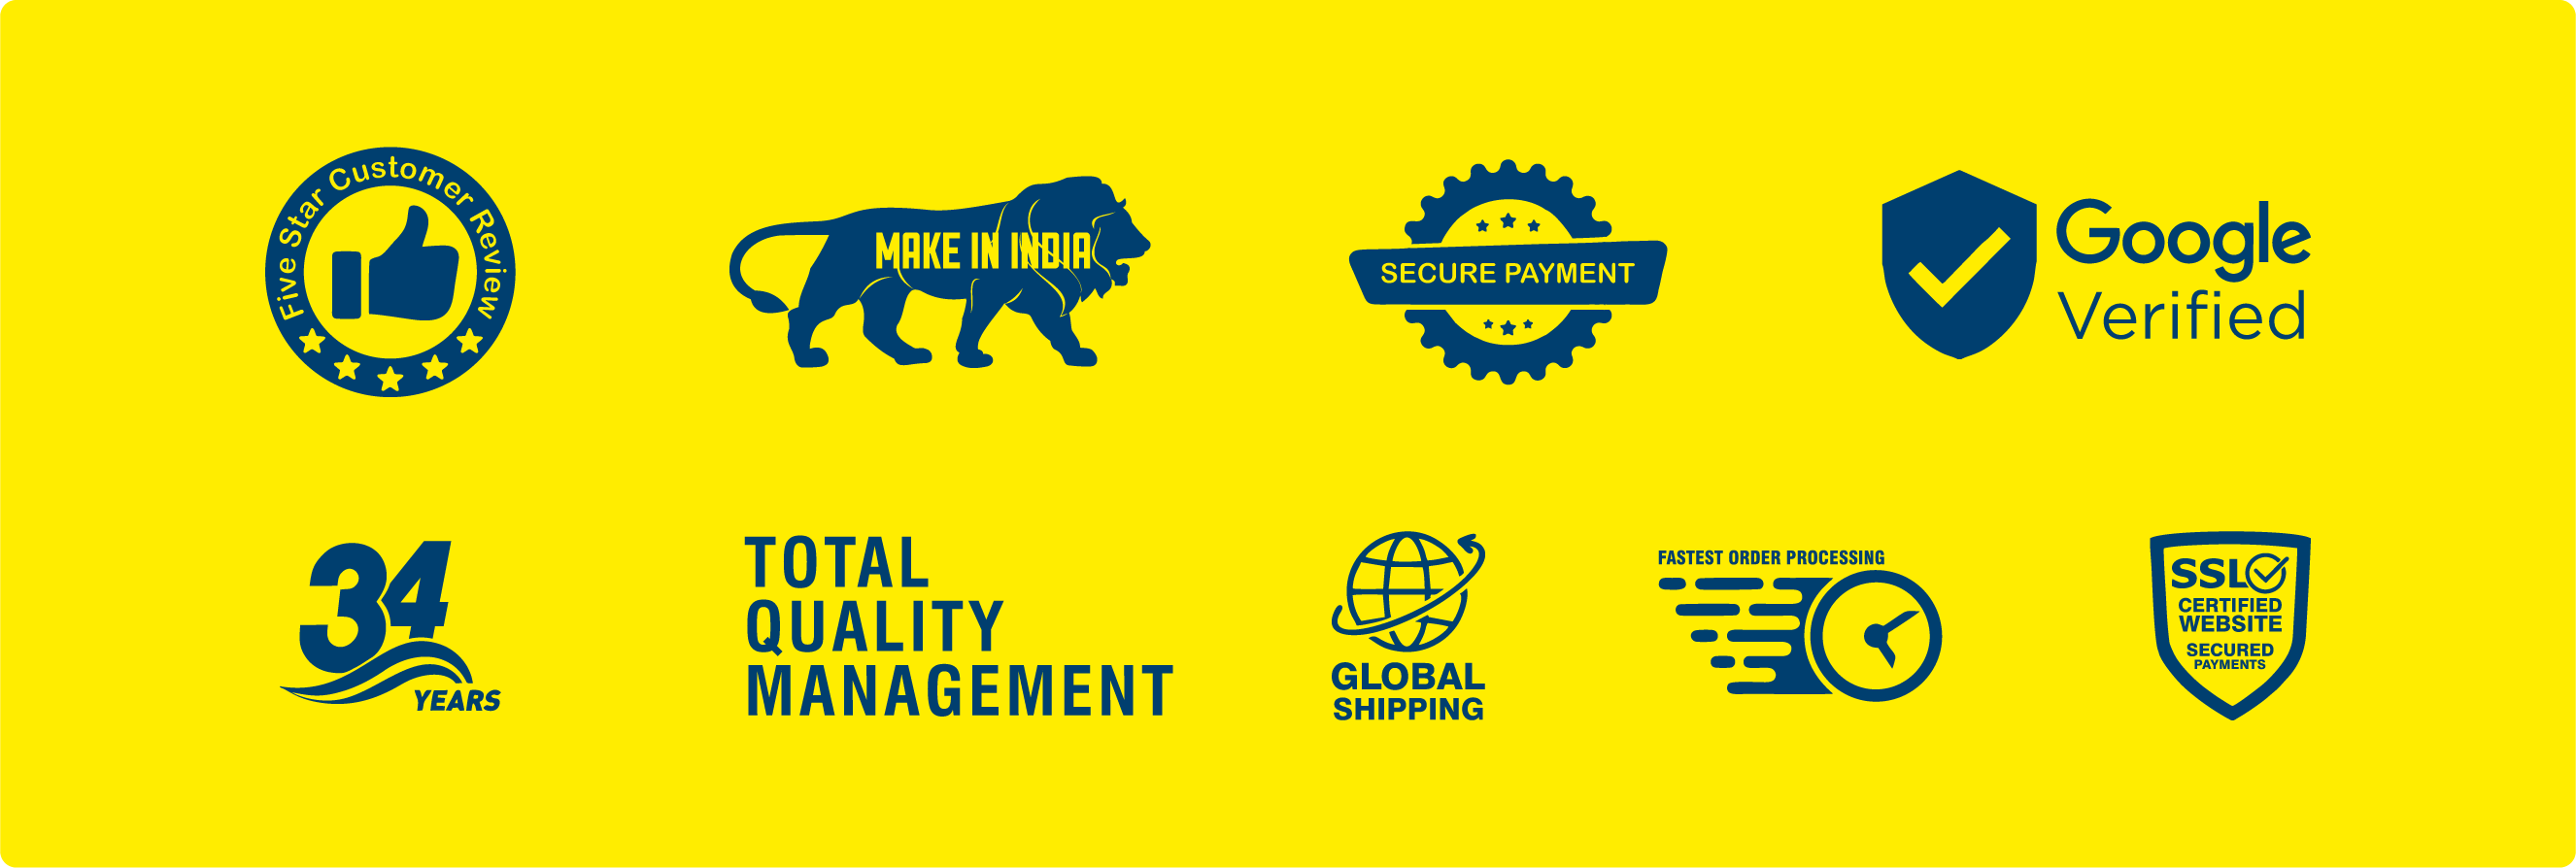 Five Star Customer Review
MAKE IN INDIA
SECURE PAYMENT
Google
Verified
34
YEARS
TOTAL
QUALITY
MANAGEMENT
GLOBAL
SHIPPING
FASTEST ORDER PROCESSING
SSL
CERTIFIED
WEBSITE
SECURED
PAYMENTS